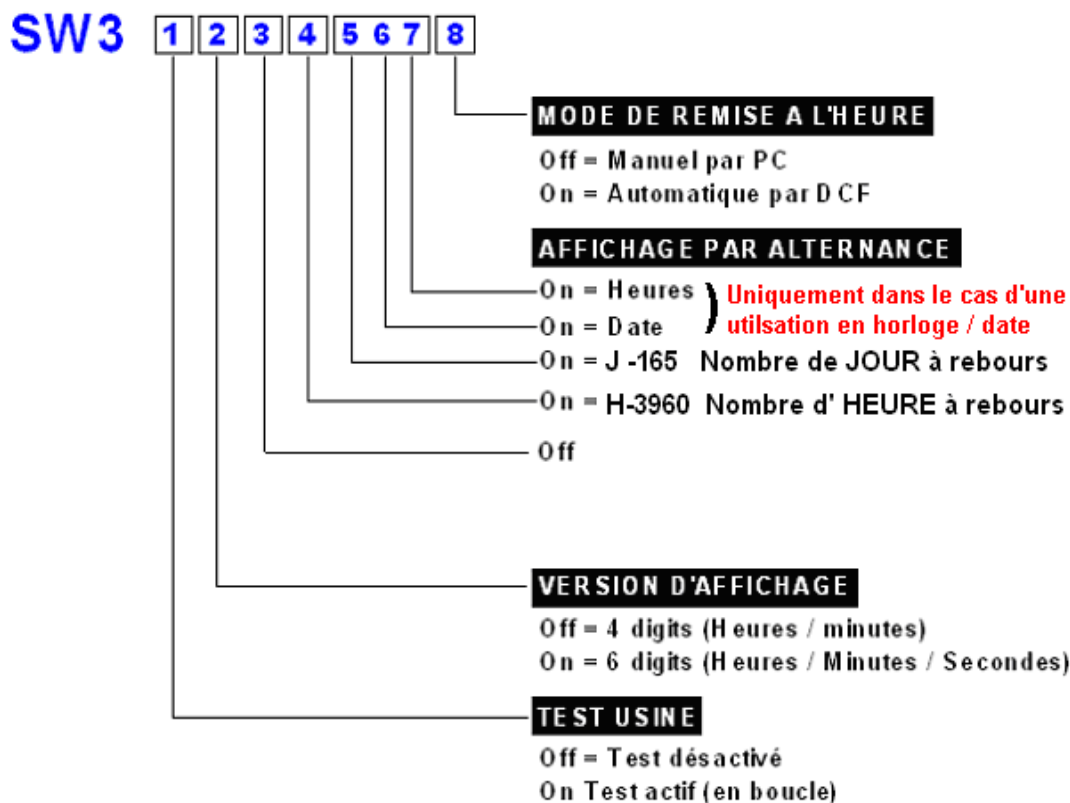 SW3 1 2 3 4 5 6 7 8
MODE DE REMISE A L'HEURE
Off = Manuel par PC
On = Automatique par DCF
AFFICHAGE PAR ALTERNANCE
On = Heures ) Uniquement dans le cas d'une
On = Date utilsation en horloge / date
On = J -165 Nombre de JOUR à rebours
On = H-3960 Nombre d' HEURE à rebours
Off
VERSION D'AFFICHAGE
Off = 4 digits (Heures / minutes)
On = 6 digits (Heures / Minutes / Secondes)
TEST USINE
Off = Test désactivé
On Test actif (en boucle)